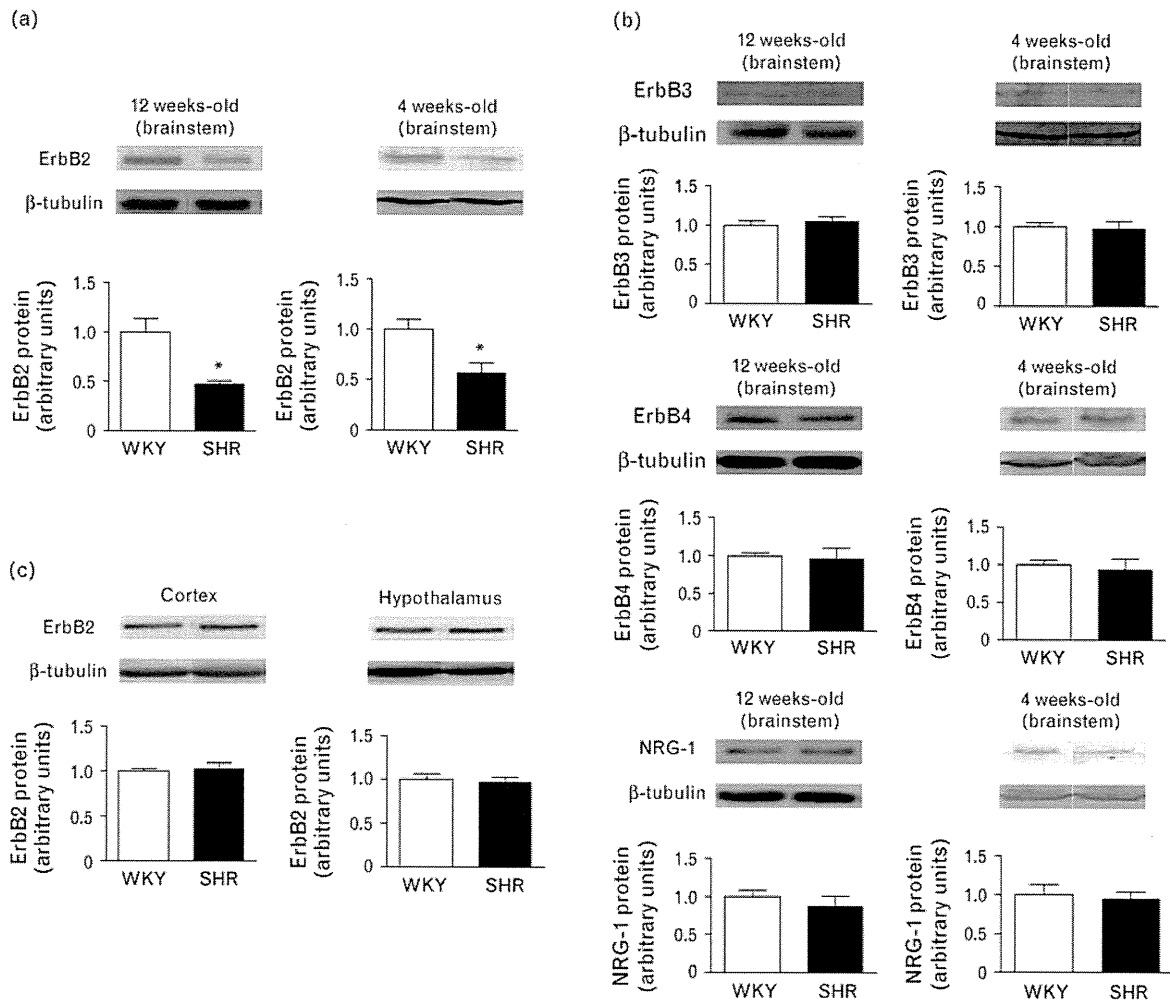 (a)
12 weeks-old
(brainstem)
4 weeks-old
(brainstem)
ErbB2
β-tubulin
ErbB2 protein
(arbitrary units)
1.5
1.0
0.5
0
*
WKY
SHR
ErbB2 protein
(arbitrary units)
1.5
1.0
0.5
0
*
WKY
SHR
(b)
12 weeks-old
(brainstem)
4 weeks-old
(brainstem)
ErbB3
β-tubulin
ErbB3 protein
(arbitrary units)
1.5
1.0
0.5
0
WKY
SHR
ErbB3 protein
(arbitrary units)
1.5
1.0
0.5
0
WKY
SHR
12 weeks-old
(brainstem)
4 weeks-old
(brainstem)
ErbB4
β-tubulin
ErbB4 protein
(arbitrary units)
1.5
1.0
0.5
0
WKY
SHR
ErbB4 protein
(arbitrary units)
1.5
1.0
0.5
0
WKY
SHR
12 weeks-old
(brainstem)
4 weeks-old
(brainstem)
NRG-1
β-tubulin
NRG-1 protein
(arbitrary units)
1.5
1.0
0.5
0
WKY
SHR
NRG-1 protein
(arbitrary units)
1.5
1.0
0.5
0
WKY
SHR
(c)
Cortex
Hypothalamus
ErbB2
β-tubulin
ErbB2 protein
(arbitrary units)
1.5
1.0
0.5
0
WKY
SHR
ErbB2 protein
(arbitrary units)
1.5
1.0
0.5
0
WKY
SHR